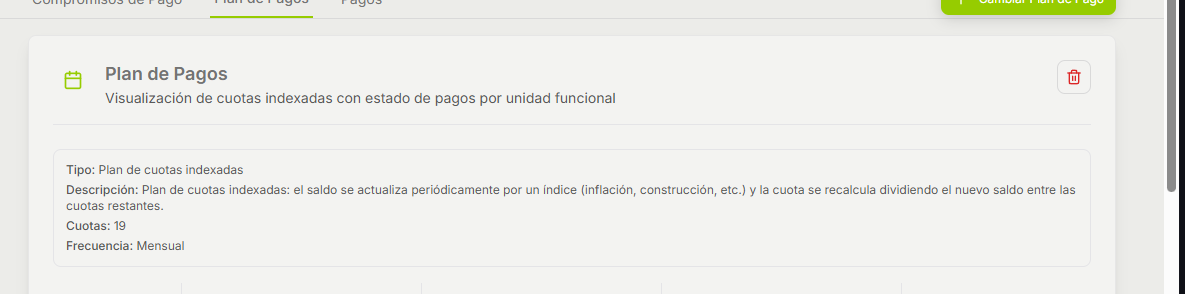 Compromisos de Pago Plan de Pagos Pagos
Cambiar Plan de Pago
Plan de Pagos
Visualización de cuotas indexadas con estado de pagos por unidad funcional
Tipo: Plan de cuotas indexadas
Descripción: Plan de cuotas indexadas: el saldo se actualiza periódicamente por un índice (inflación, construcción, etc.) y la cuota se recalcula dividiendo el nuevo saldo entre las
cuotas restantes.
Cuotas: 19
Frecuencia: Mensual